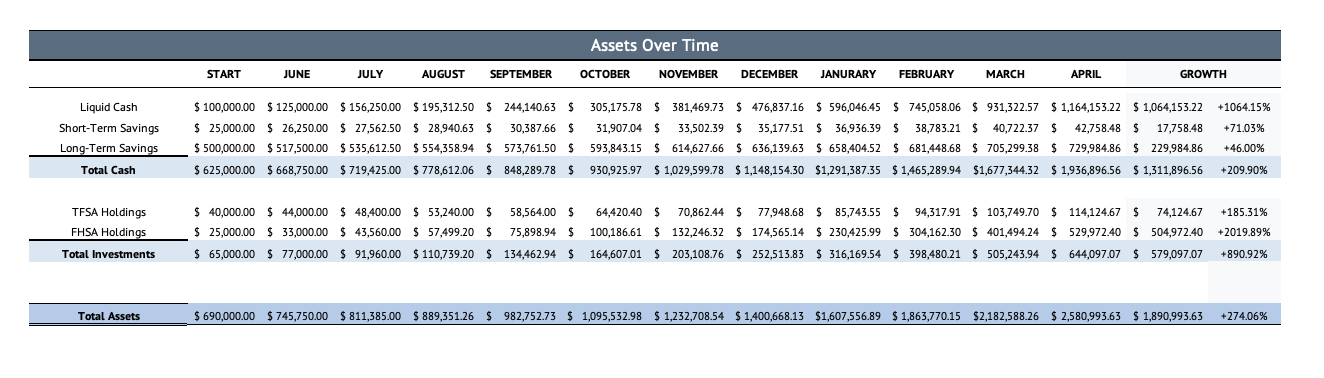 Assets Over Time
START JUNE JULY AUGUST SEPTEMBER OCTOBER NOVEMBER DECEMBER JANURARY FEBRUARY MARCH APRIL GROWTH
Liquid Cash $ 100,000.00 $ 125,000.00 $ 156,250.00 $ 195,312.50 $ 244,140.63 $ 305,175.78 $ 381,469.73 $ 476,837.16 $ 596,046.45 $ 745,058.06 $ 931,322.57 $ 1,164,153.22 $ 1,064,153.22 +1064.15%
Short-Term Savings $ 25,000.00 $ 26,250.00 $ 27,562.50 $ 28,940.63 $ 30,387.66 $ 31,907.04 $ 33,502.39 $ 35,177.51 $ 36,936.39 $ 38,783.21 $ 40,722.37 $ 42,758.48 $ 17,758.48 +71.03%
Long-Term Savings $ 500,000.00 $ 517,500.00 $ 535,612.50 $ 554,358.94 $ 573,761.50 $ 593,843.15 $ 614,627.66 $ 636,139.63 $ 658,404.52 $ 681,448.68 $ 705,299.38 $ 729,984.86 $ 229,984.86 +46.00%
Total Cash $ 625,000.00 $ 668,750.00 $ 719,425.00 $ 778,612.06 $ 848,289.78 $ 930,925.97 $ 1,029,599.78 $ 1,148,154.30 $1,291,387.35 $ 1,465,289.94 $1,677,344.32 $ 1,936,896.56 $ 1,311,896.56 +209.90%
TFSA Holdings $ 40,000.00 $ 44,000.00 $ 48,400.00 $ 53,240.00 $ 58,564.00 $ 64,420.40 $ 70,862.44 $ 77,948.68 $ 85,743.55 $ 94,317.91 $ 103,749.70 $ 114,124.67 $ 74,124.67 +185.31%
FHSA Holdings $ 25,000.00 $ 33,000.00 $ 43,560.00 $ 57,499.20 $ 75,898.94 $ 100,186.61 $ 132,246.32 $ 174,565.14 $ 230,425.99 $ 304,162.30 $ 401,494.24 $ 529,972.40 $ 504,972.40 +2019.89%
Total Investments $ 65,000.00 $ 77,000.00 $ 91,960.00 $ 110,739.20 $ 134,462.94 $ 164,607.01 $ 203,108.76 $ 252,513.83 $ 316,169.54 $ 398,480.21 $ 505,243.94 $ 644,097.07 $ 579,097.07 +890.92%
Total Assets $ 690,000.00 $ 745,750.00 $ 811,385.00 $ 889,351.26 $ 982,752.73 $ 1,095,532.98 $ 1,232,708.54 $ 1,400,668.13 $1,607,556.89 $ 1,863,770.15 $2,182,588.26 $ 2,580,993.63 $ 1,890,993.63 +274.06%